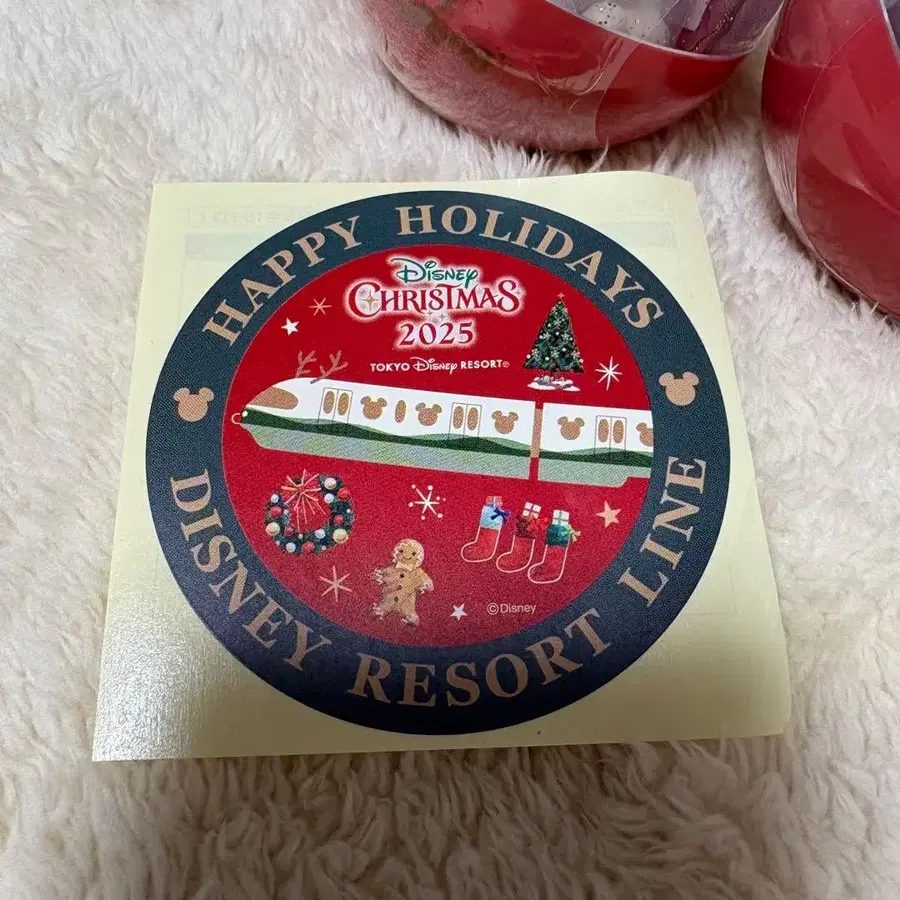 HAPPY HOLIDAYS
Disney
CHRISTMAS
2025
TOKYO Disney RESORT®
©Disney
DISNEY RESORT LINE